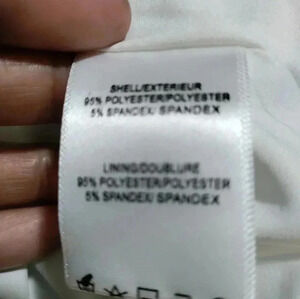 SHELL/EXTERIEUR
95% POLYESTER/POLYESTER
5% SPANDEX/ SPANDEX
LINING/DOUBLURE
95% POLYESTER/POLYESTER
5% SPANDEX/ SPANDEX